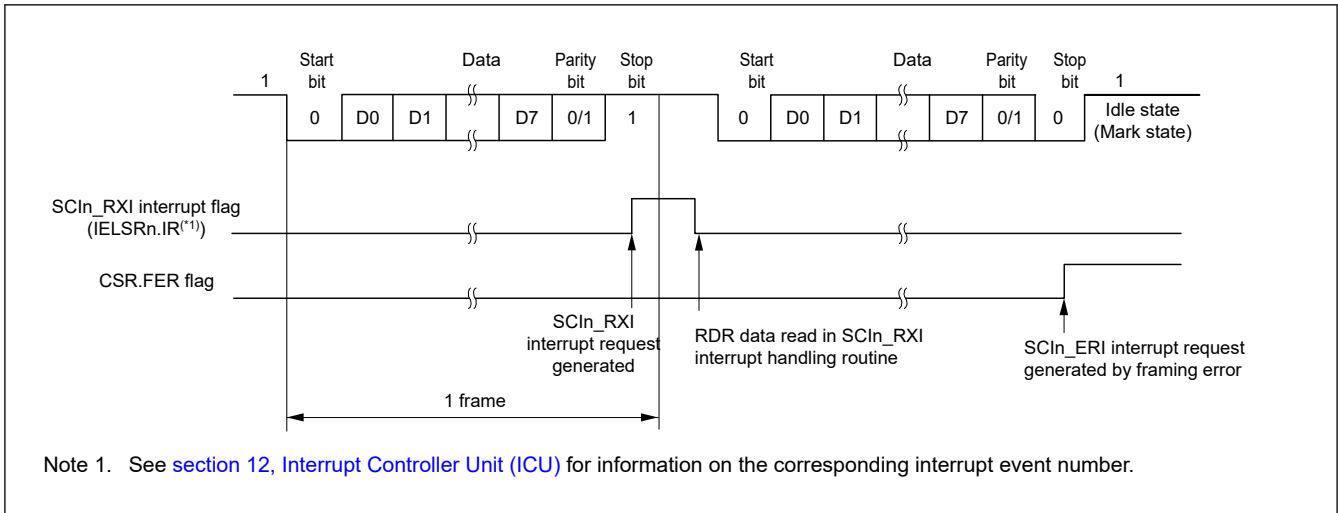 Start Data Parity Stop Start Data Parity Stop
1 bit bit bit bit bit bit 1
0 D0 D1 D7 0/1 1 0 D0 D1 D7 0/1 0 Idle state
(Mark state)
SCIn_RXI interrupt flag
(IELSRn.IR(*1))
CSR.FER flag
SCIn_RXI
interrupt request
generated
RDR data read in SCIn_RXI
interrupt handling routine
SCIn_ERI interrupt request
generated by framing error
1 frame
Note 1. See section 12, Interrupt Controller Unit (ICU) for information on the corresponding interrupt event number.